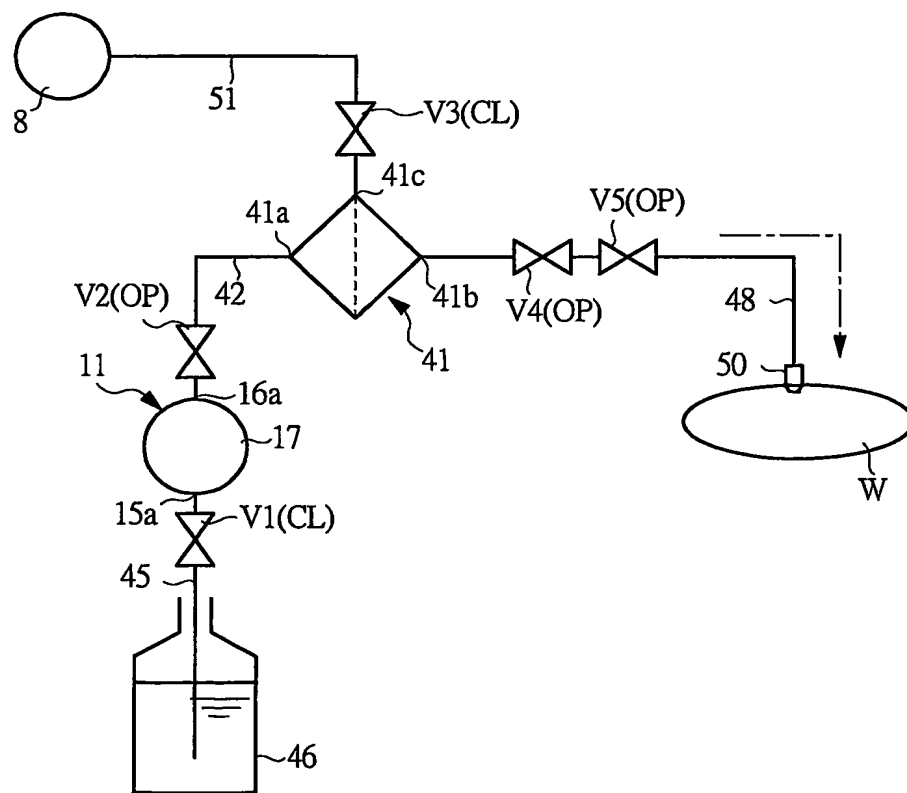 8
51
V3(CL)
41c
41a
V5(OP)
42
41b
V4(OP)
48
V2(OP)
41
50
11
16a
17
W
15a
V1(CL)
45
46